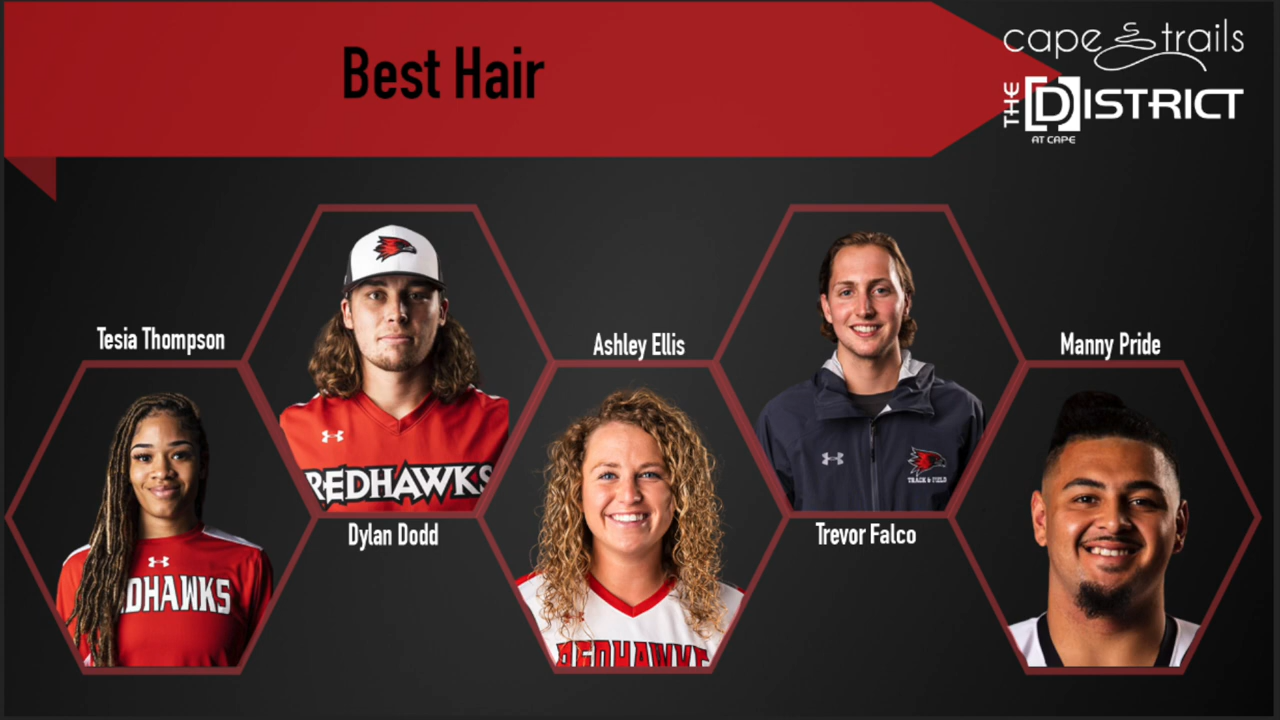 Best Hair
cape & trails
THE DISTRICT
AT CAPE
Tesia Thompson
Ashley Ellis
Manny Pride
REDHAWKS
Dylan Dodd
TRACK & FIELD
Trevor Falco
DHAWKS
REDHAWKS